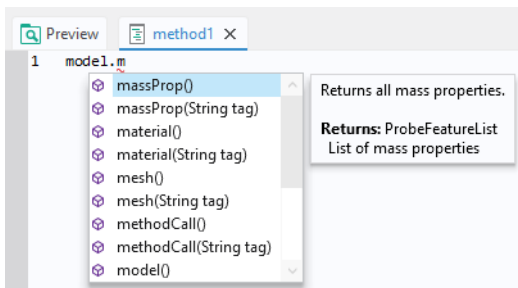 Preview method1
1 model.m
massProp()
massProp(String tag)
material()
material(String tag)
mesh()
mesh(String tag)
methodCall()
methodCall(String tag)
model()
Returns all mass properties.
Returns: ProbeFeatureList
List of mass properties